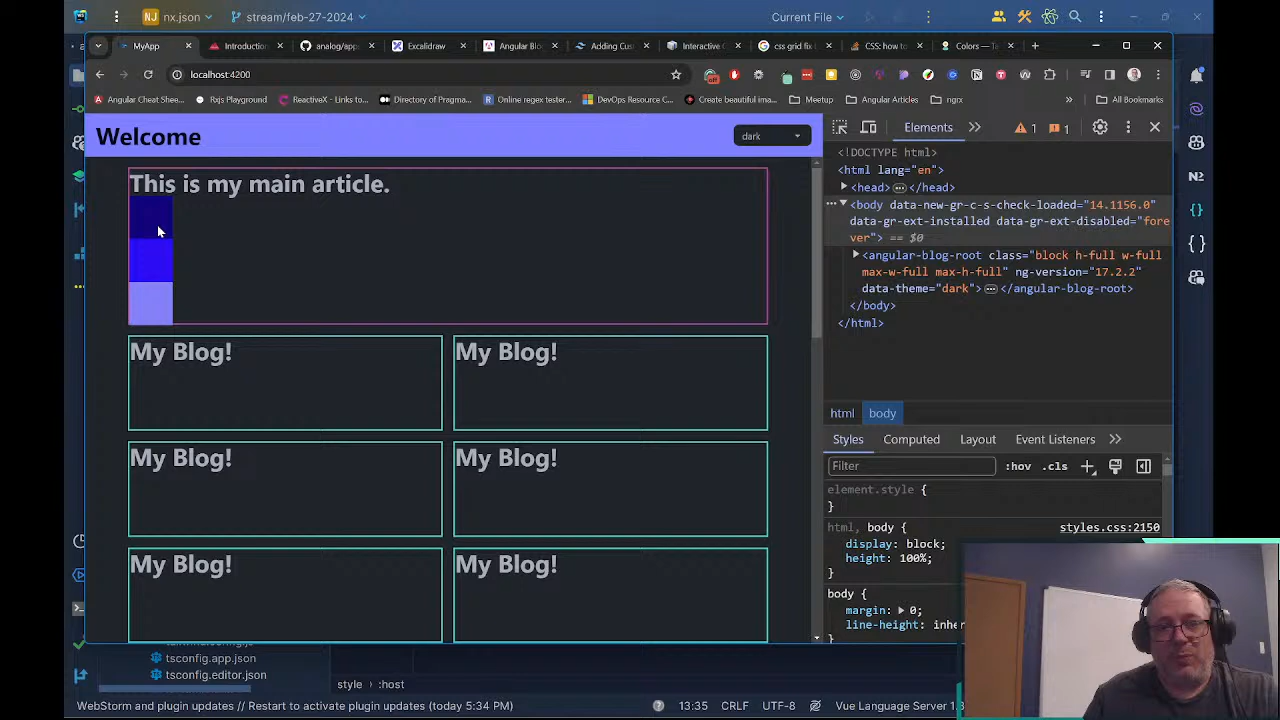 nx.json
stream/feb-27-2024
Current File
MyApp
Introduction
analog/apps
Excalidraw
Angular Blo
Adding Cus
Interactive C
css grid fi
CSS: how to
Colors — Ta
localhost:4200
Angular Cheat Shee...
Rxjs Playground
ReactiveX - Links to...
Directory of Pragma...
Online regex tester...
DevOps Resource C...
Create beautiful ima...
Meetup
Angular Articles
ngrx
All Bookmarks
Welcome
dark
This is my main article.
My Blog!
My Blog!
My Blog!
My Blog!
My Blog!
My Blog!
Elements
1
1
<!DOCTYPE html>
<html lang="en">
<head> </head>
<body data-new-gr-c-s-check-loaded="14.1156.0"
data-gr-ext-installed data-gr-ext-disabled="fore
ver"> == $0
<angular-blog-root class="block h-full w-full
max-w-full max-h-full" ng-version="17.2.2"
data-theme="dark"> </angular-blog-root>
</body>
</html>
html
body
Styles
Computed
Layout
Event Listeners
Filter
:hov
.cls
element.style {
}
html, body {
styles.css:2150
display: block;
height: 100%;
}
body {
margin: 0;
line-height: inher
}
tsconfig.app.json
tsconfig.editor.json
style
:host
WebStorm and plugin updates // Restart to activate plugin updates (today 5:34 PM)
13:35
CRLF
UTF-8
Vue Language Server